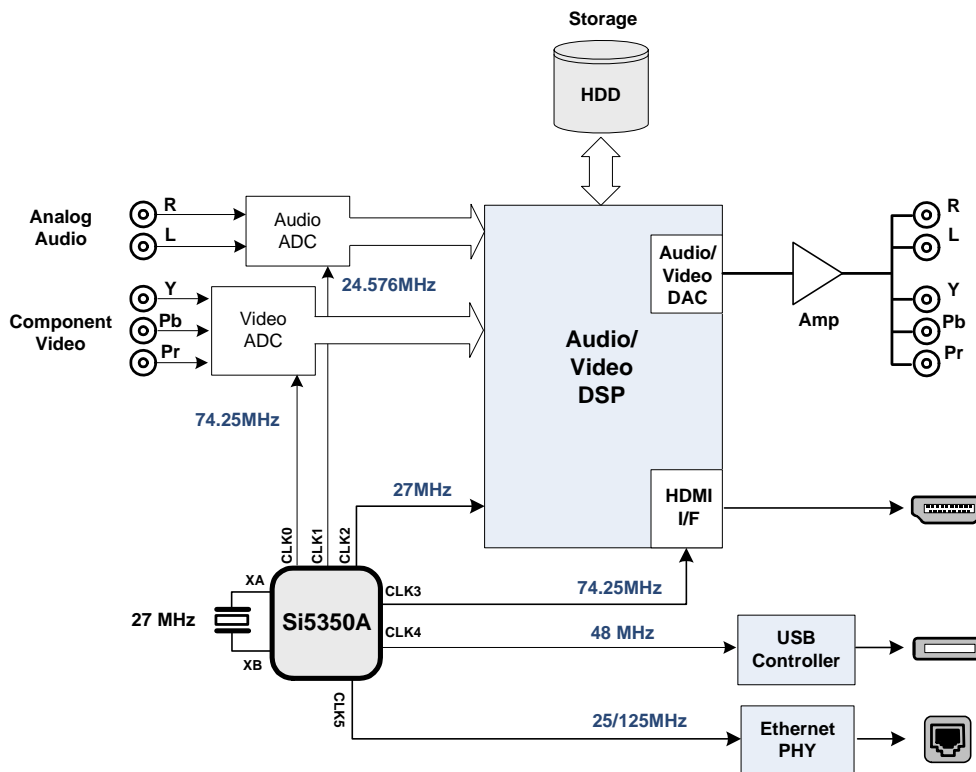 Storage
HDD
Analog
Audio
R
L
Audio
ADC
24.576MHz
Component
Video
Y
Pb
Pr
Video
ADC
74.25MHz
Audio/
Video
DSP
Audio/
Video
DAC
Amp
R
L
Y
Pb
Pr
27MHz
HDMI
I/F
CLK0
CLK1
CLK2
XA
27 MHz
XB
Si5350A
CLK3
74.25MHz
CLK4
48 MHz
USB
Controller
CLK5
25/125MHz
Ethernet
PHY